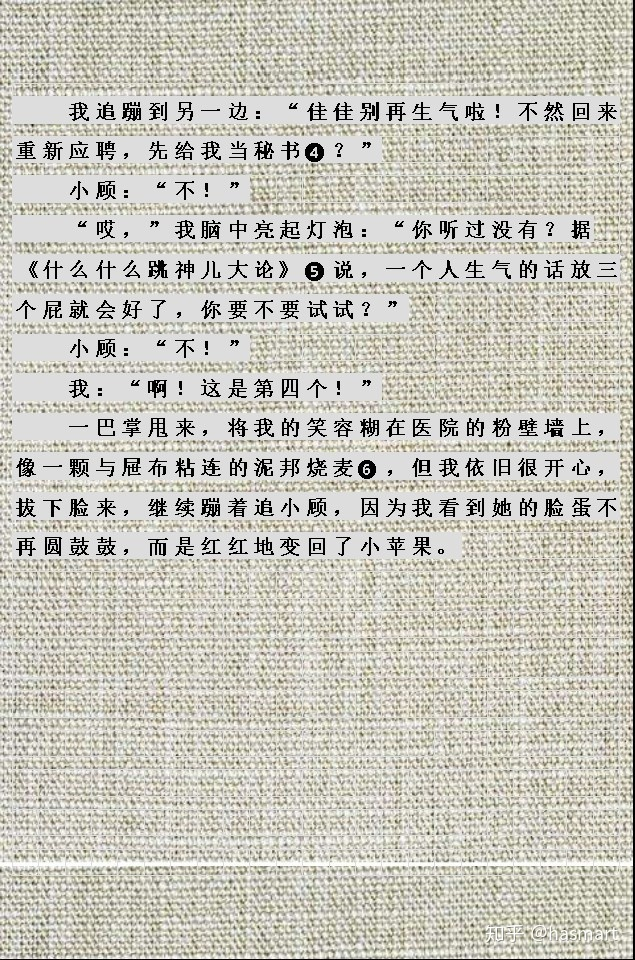 我追蹦到另一边：“佳佳别再生气啦！不然回来
重新应聘，先给我当秘书❹？”
小顾：“不！”
“哎，”我脑中亮起灯泡：“你听过没有？据
《什么什么跳神儿大论》❺说，一个人生气的话放三
个屁就会好了，你要不要试试？”
小顾：“不！”
我：“啊！这是第四个！”
一巴掌甩来，将我的笑容糊在医院的粉壁墙上，
像一颗与屉布粘连的泥邦烧麦❻，但我依旧很开心，
拔下脸来，继续蹦着追小顾，因为我看到她的脸蛋不
再圆鼓鼓，而是红红地变回了小苹果。
知乎 @hasmart